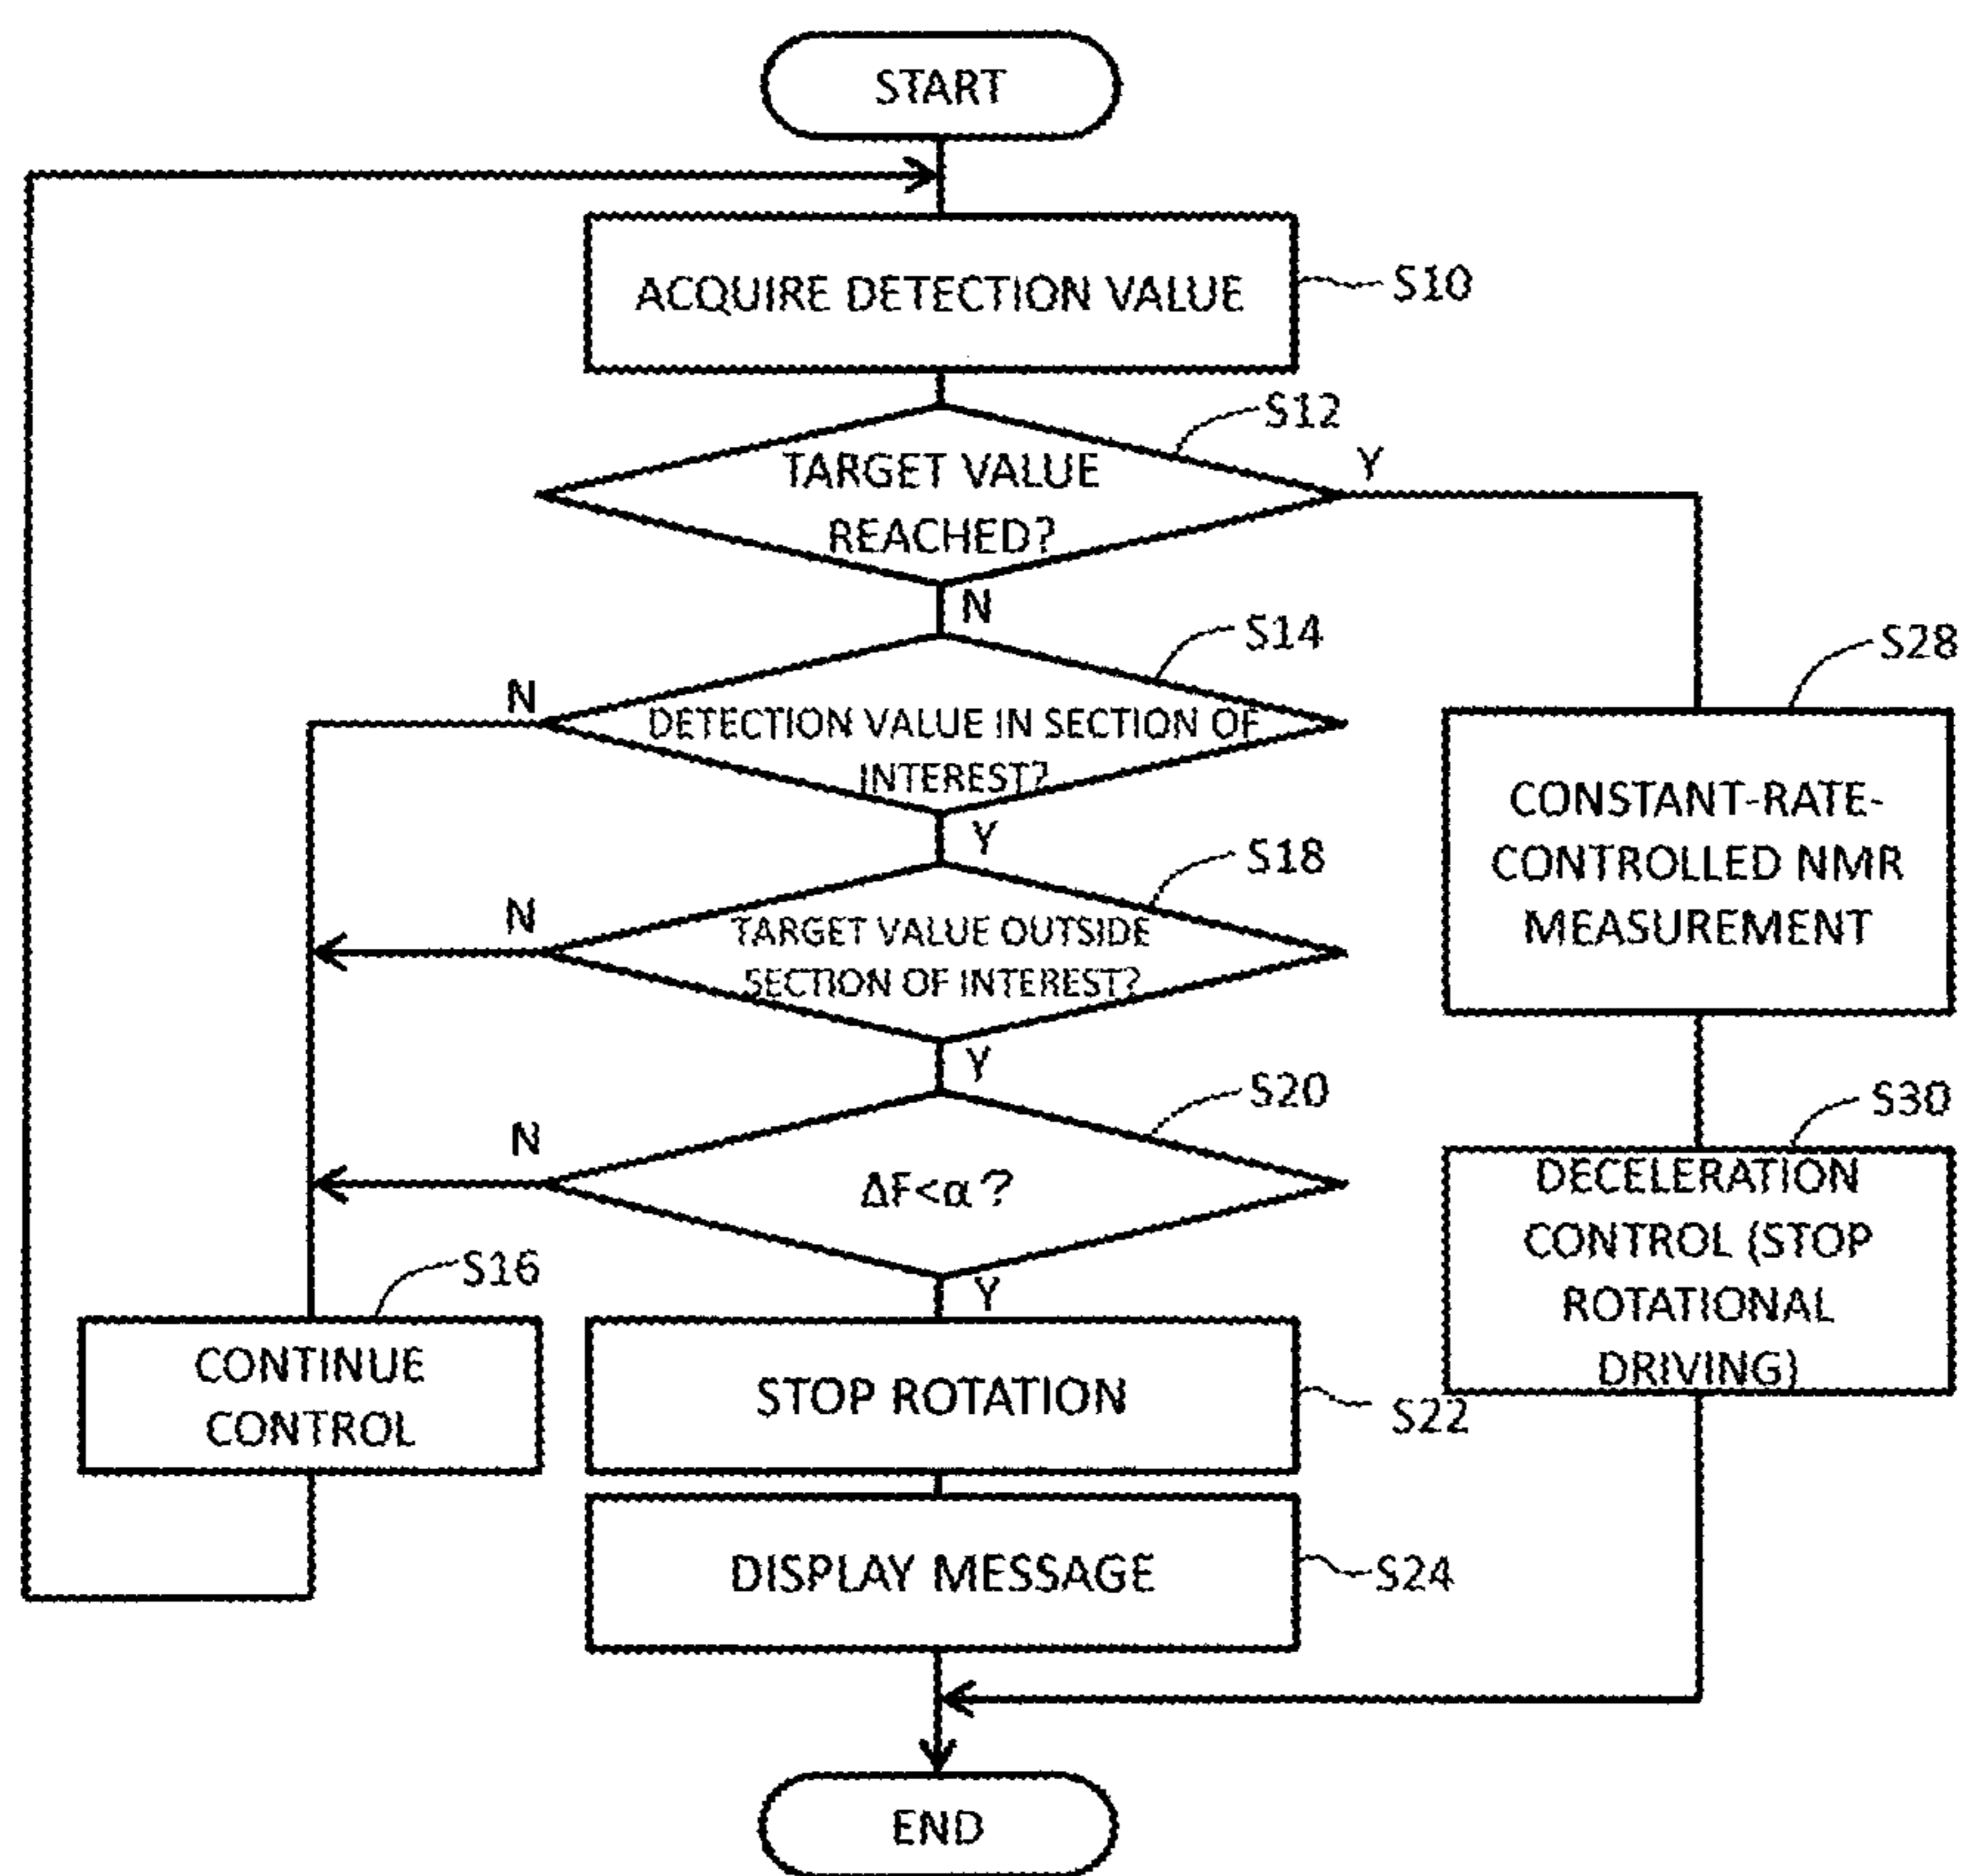 START
ACQUIRE DETECTION VALUE
S10
S12
TARGET VALUE
REACHED?
Y
N
S14
DETECTION VALUE IN SECTION OF
INTEREST?
N
Y
S28
CONSTANT-RATE-
CONTROLLED NMR
MEASUREMENT
S18
TARGET VALUE OUTSIDE
SECTION OF INTEREST?
N
Y
S20
ΔF<α?
N
Y
S30
DECELERATION
CONTROL (STOP
ROTATIONAL
DRIVING)
S16
CONTINUE
CONTROL
STOP ROTATION
S22
DISPLAY MESSAGE
S24
END